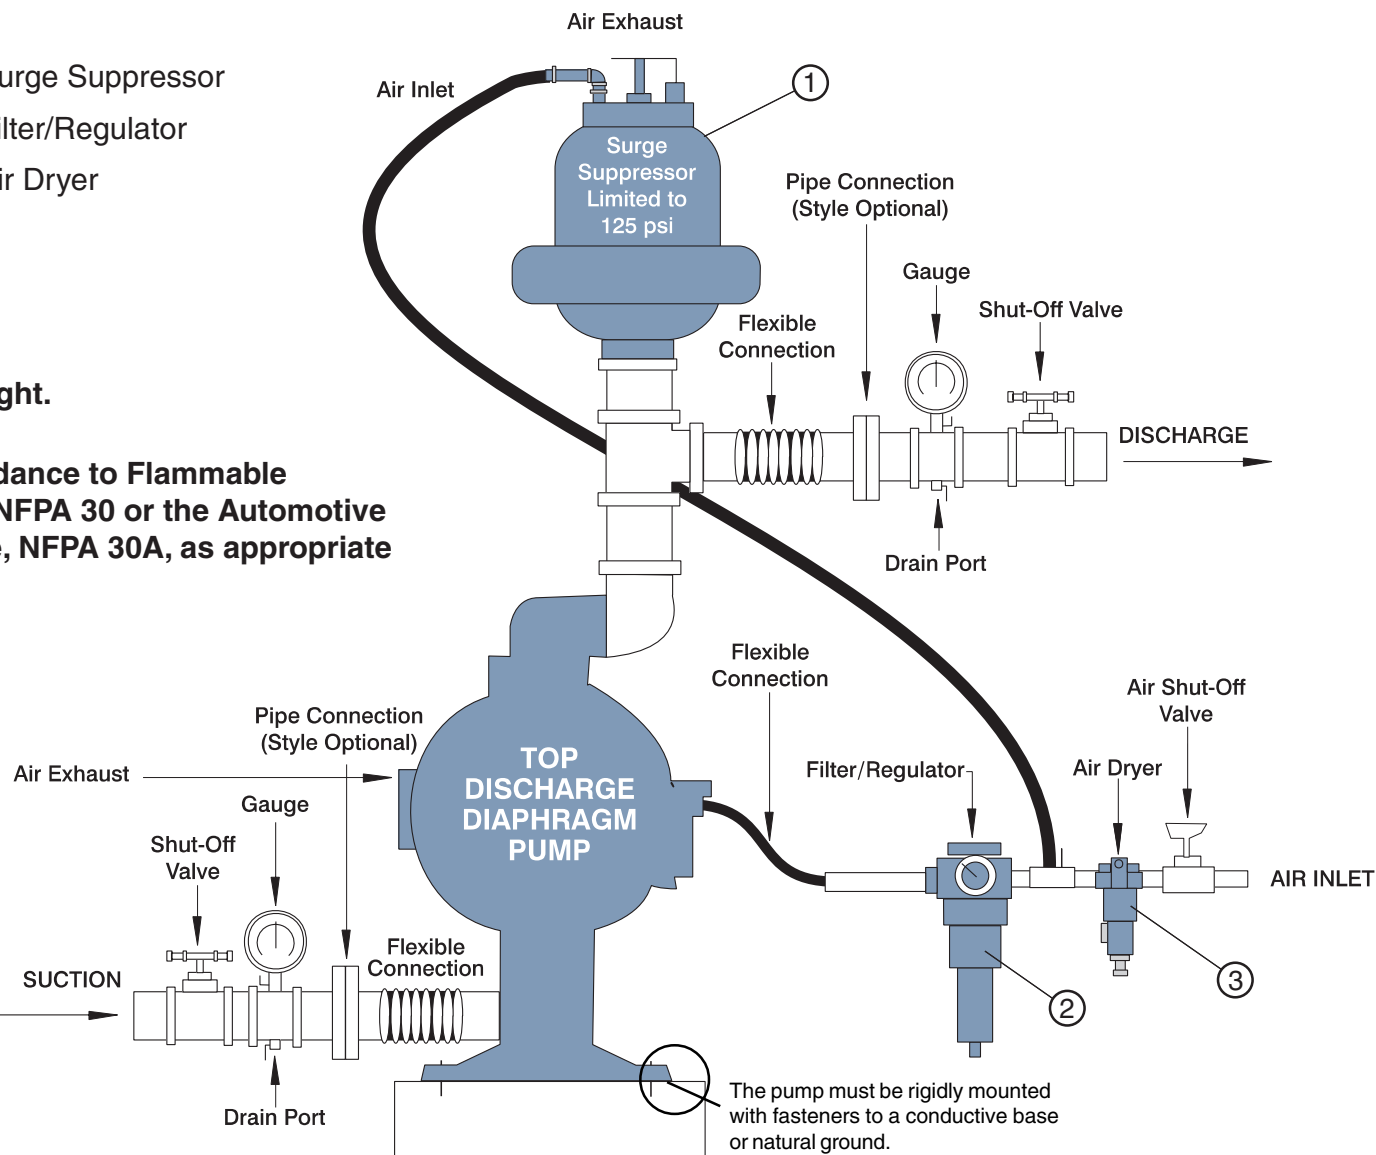 Air Exhaust
urge Suppressor
Air Inlet
1
ilter/Regulator
Surge
Suppressor
Limited to
125 psi
ir Dryer
Pipe Connection
(Style Optional)
Gauge
Shut-Off Valve
Flexible
Connection
ght.
DISCHARGE
dance to Flammable
NFPA 30 or the Automotive
e, NFPA 30A, as appropriate
Drain Port
Flexible
Connection
Air Shut-Off
Valve
Pipe Connection
(Style Optional)
TOP
DISCHARGE
DIAPHRAGM
PUMP
Air Exhaust
Filter/Regulator
Air Dryer
Gauge
Shut-Off
Valve
AIR INLET
Flexible
Connection
SUCTION
3
2
Drain Port
The pump must be rigidly mounted
with fasteners to a conductive base
or natural ground.